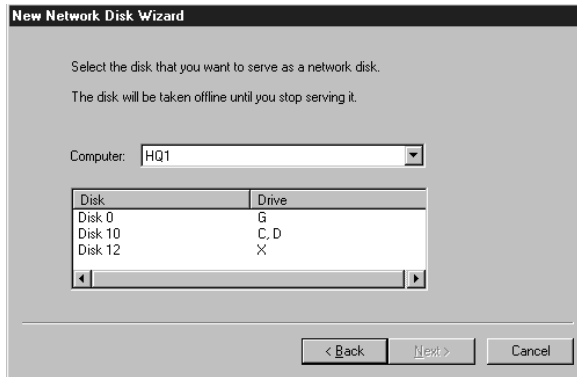 New Network Disk Wizard
Select the disk that you want to serve as a network disk.
The disk will be taken offline until you stop serving it.
Computer: HQ1
Disk Drive
Disk 0 G
Disk 10 C, D
Disk 12 X
< Back Next > Cancel